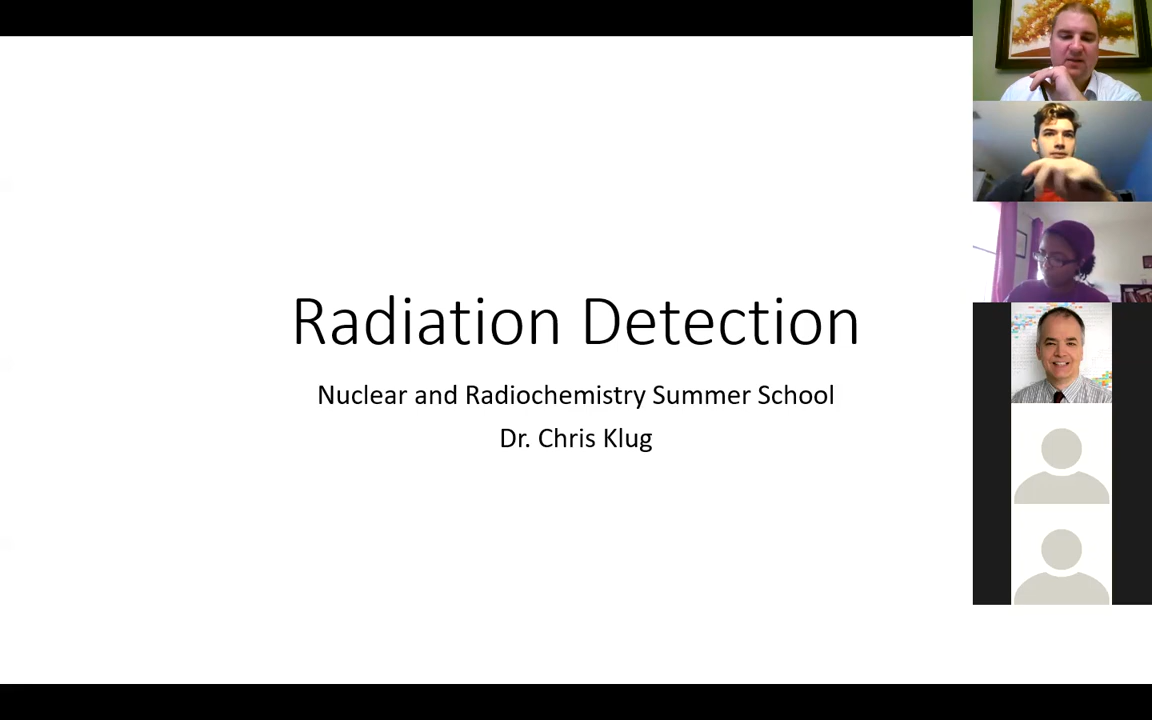 Radiation Detection
Nuclear and Radiochemistry Summer School
Dr. Chris Klug